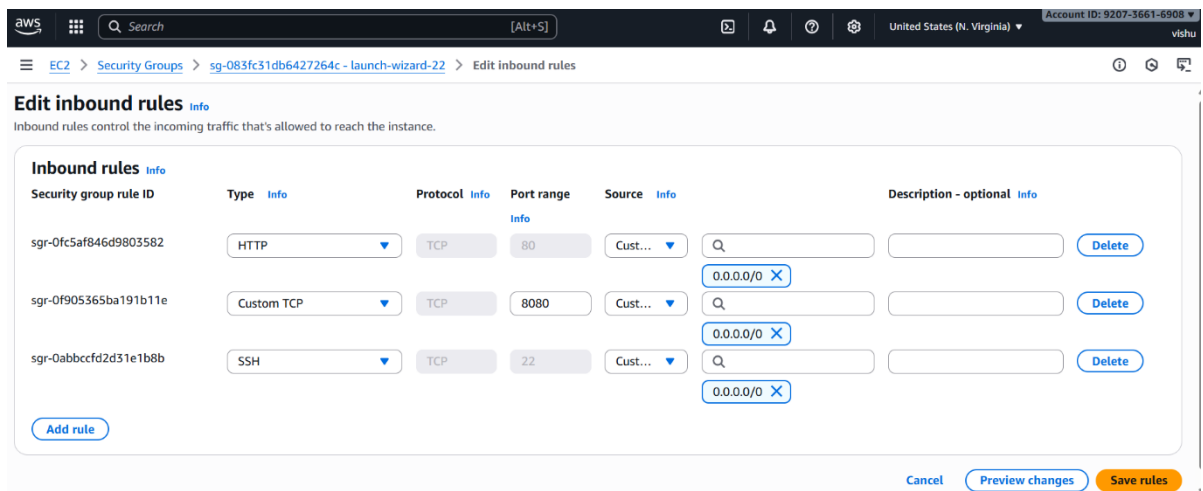 aws
Search [Alt+S] United States (N. Virginia) ▼ Account ID: 9207-3661-6908 ▼
vishu
EC2 > Security Groups > sg-083fc31db6427264c - launch-wizard-22 > Edit inbound rules
Edit inbound rules Info
Inbound rules control the incoming traffic that's allowed to reach the instance.
Inbound rules Info
Security group rule ID Type Info Protocol Info Port range Info Source Info Description - optional Info
sgr-0fc5af846d9803582 HTTP TCP 80 Cust... Delete
0.0.0.0/0
sgr-0f905365ba191b11e Custom TCP TCP 8080 Cust... Delete
0.0.0.0/0
sgr-0abbccfd2d31e1b8b SSH TCP 22 Cust... Delete
0.0.0.0/0
Add rule
Cancel Preview changes Save rules